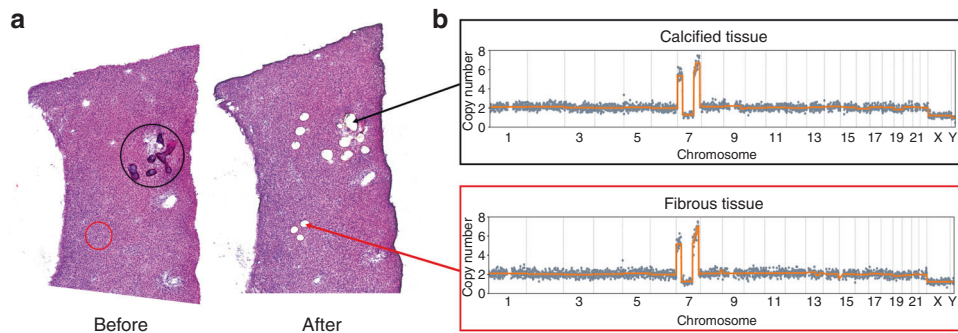 a
Before
After
b
Calcified tissue
Copy number
8
6
4
2
0
1
3
5
7
9
11
13
15
17
19
21
X
Y
Chromosome
Fibrous tissue
Copy number
8
6
4
2
0
1
3
5
7
9
11
13
15
17
19
21
X
Y
Chromosome